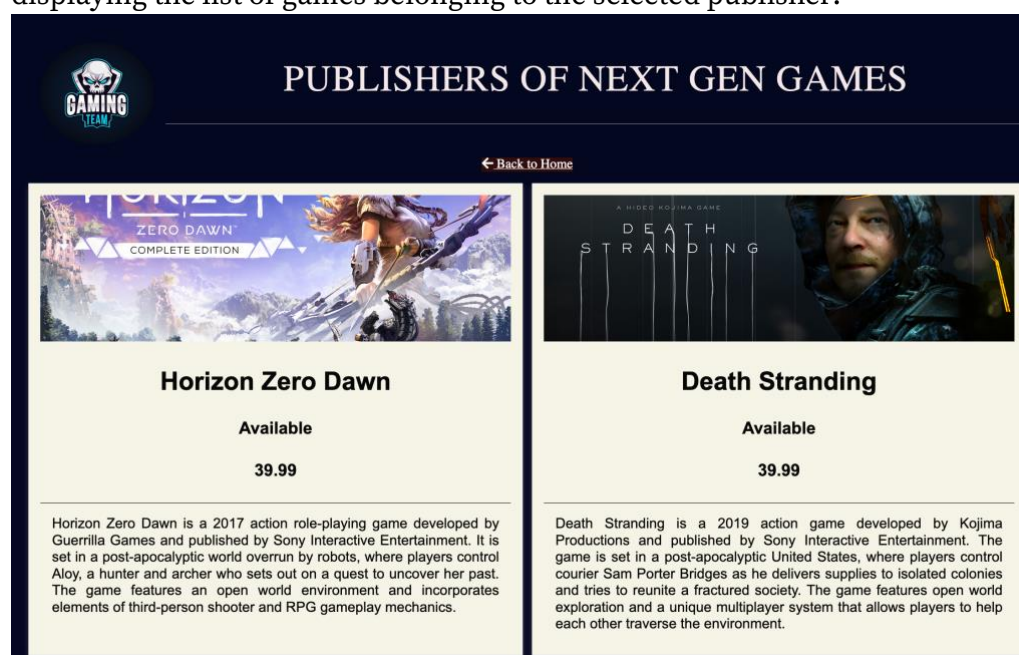 displaying the list of games belonging to the selected publisher.
GAMING
TEAM
PUBLISHERS OF NEXT GEN GAMES
Back to Home
HORIZON
ZERO DAWN™
COMPLETE EDITION
Horizon Zero Dawn
Available
39.99
Horizon Zero Dawn is a 2017 action role-playing game developed by
Guerrilla Games and published by Sony Interactive Entertainment. It is
set in a post-apocalyptic world overrun by robots, where players control
Aloy, a hunter and archer who sets out on a quest to uncover her past.
The game features an open world environment and incorporates
elements of third-person shooter and RPG gameplay mechanics.
A HIDEO KOJIMA GAME
DEATH
STRANDING
Death Stranding
Available
39.99
Death Stranding is a 2019 action game developed by Kojima
Productions and published by Sony Interactive Entertainment. The
game is set in a post-apocalyptic United States, where players control
courier Sam Porter Bridges as he delivers supplies to isolated colonies
and tries to reunite a fractured society. The game features open world
exploration and a unique multiplayer system that allows players to help
each other traverse the environment.